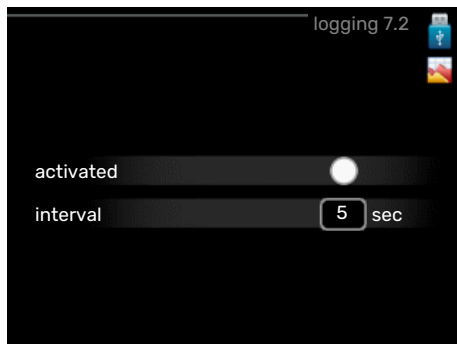 logging 7.2
activated
interval 5 sec